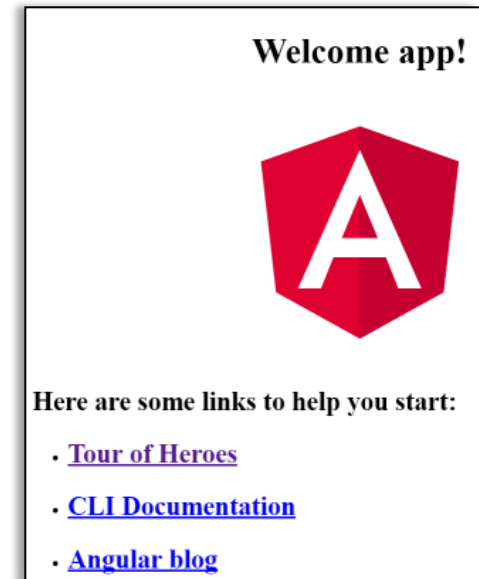 Welcome app!
A
Here are some links to help you start:
Tour of Heroes
CLI Documentation
Angular blog